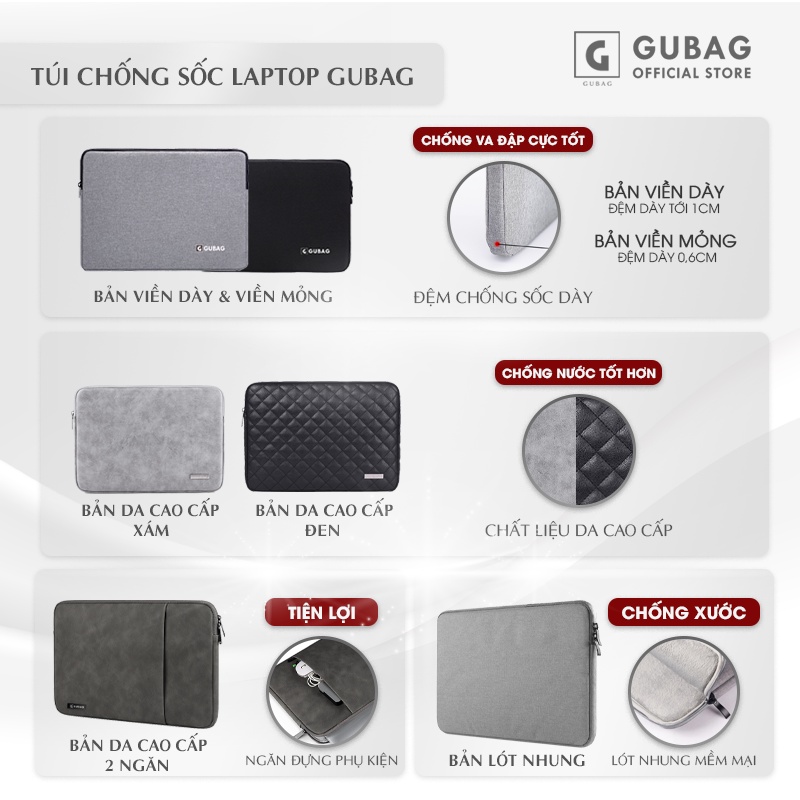 TÚI CHỐNG SỐC LAPTOP GUBAG
G
GUBAG
GUBAG
OFFICIAL STORE
CHỐNG VA ĐẬP CỰC TỐT
G GUBAG
G GUBAG
BẢN VIỀN DÀY
ĐỆM DÀY TỚI 1CM
BẢN VIỀN MỎNG
ĐỆM DÀY 0,6CM
BẢN VIỀN DÀY & VIỀN MỎNG
ĐỆM CHỐNG SỐC DÀY
CHỐNG NƯỚC TỐT HƠN
BẢN DA CAO CẤP
XÁM
BẢN DA CAO CẤP
ĐEN
CHẤT LIỆU DA CAO CẤP
TIỆN LỢI
G GUBAG
BẢN DA CAO CẤP
2 NGĂN
NGĂN ĐỰNG PHỤ KIỆN
CHỐNG XƯỚC
BẢN LÓT NHUNG
LÓT NHUNG MỀM MẠI